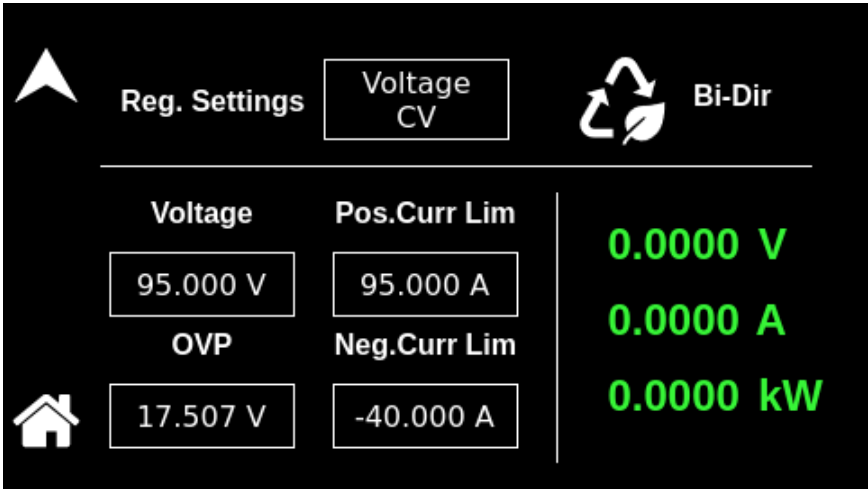 Reg. Settings
Voltage
CV
Bi-Dir
Voltage
Pos.Curr Lim
95.000 V
95.000 A
OVP
Neg.Curr Lim
17.507 V
-40.000 A
0.0000 V
0.0000 A
0.0000 kW